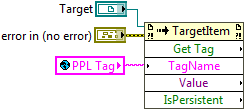 Target
error in (no error)
PPL Tag
TargetItem
Get Tag
TagName
Value
IsPersistent